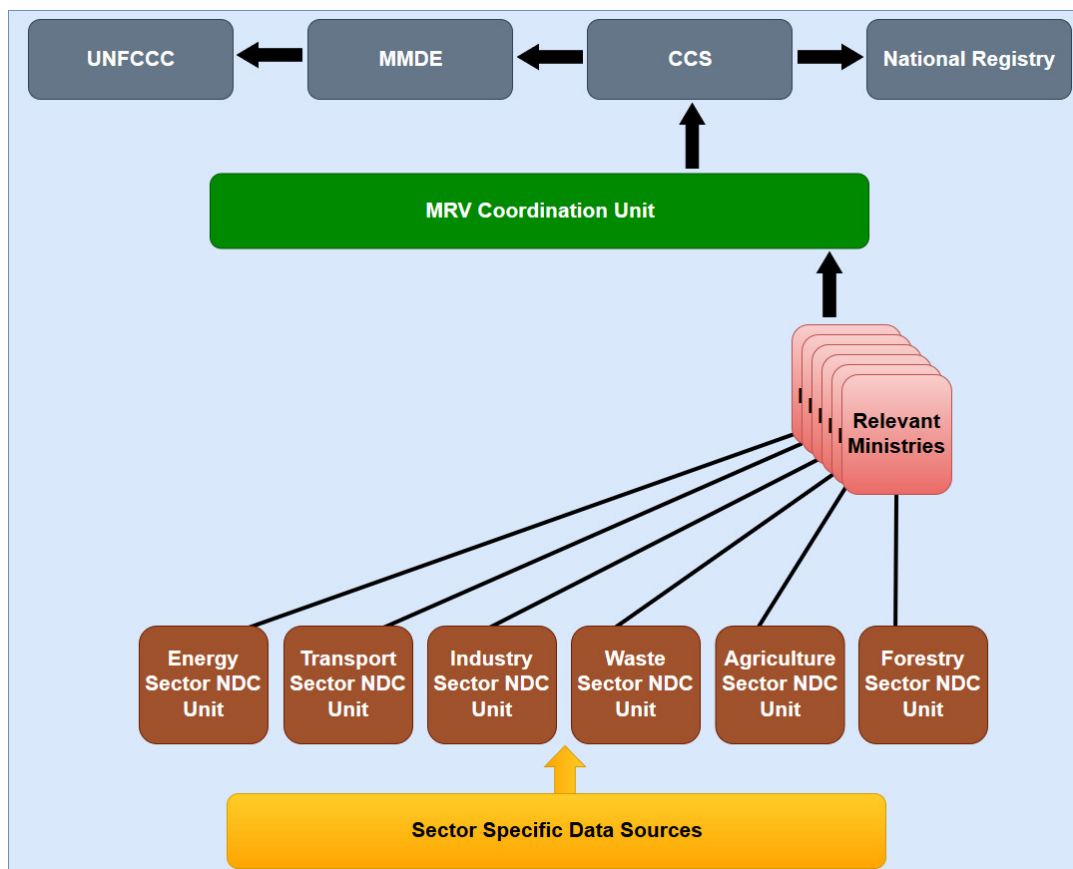 UNFCCC
MMDE
CCS
National Registry
MRV Coordination Unit
Relevant
Ministries
Energy
Sector NDC
Unit
Transport
Sector NDC
Unit
Industry
Sector NDC
Unit
Waste
Sector NDC
Unit
Agriculture
Sector NDC
Unit
Forestry
Sector NDC
Unit
Sector Specific Data Sources